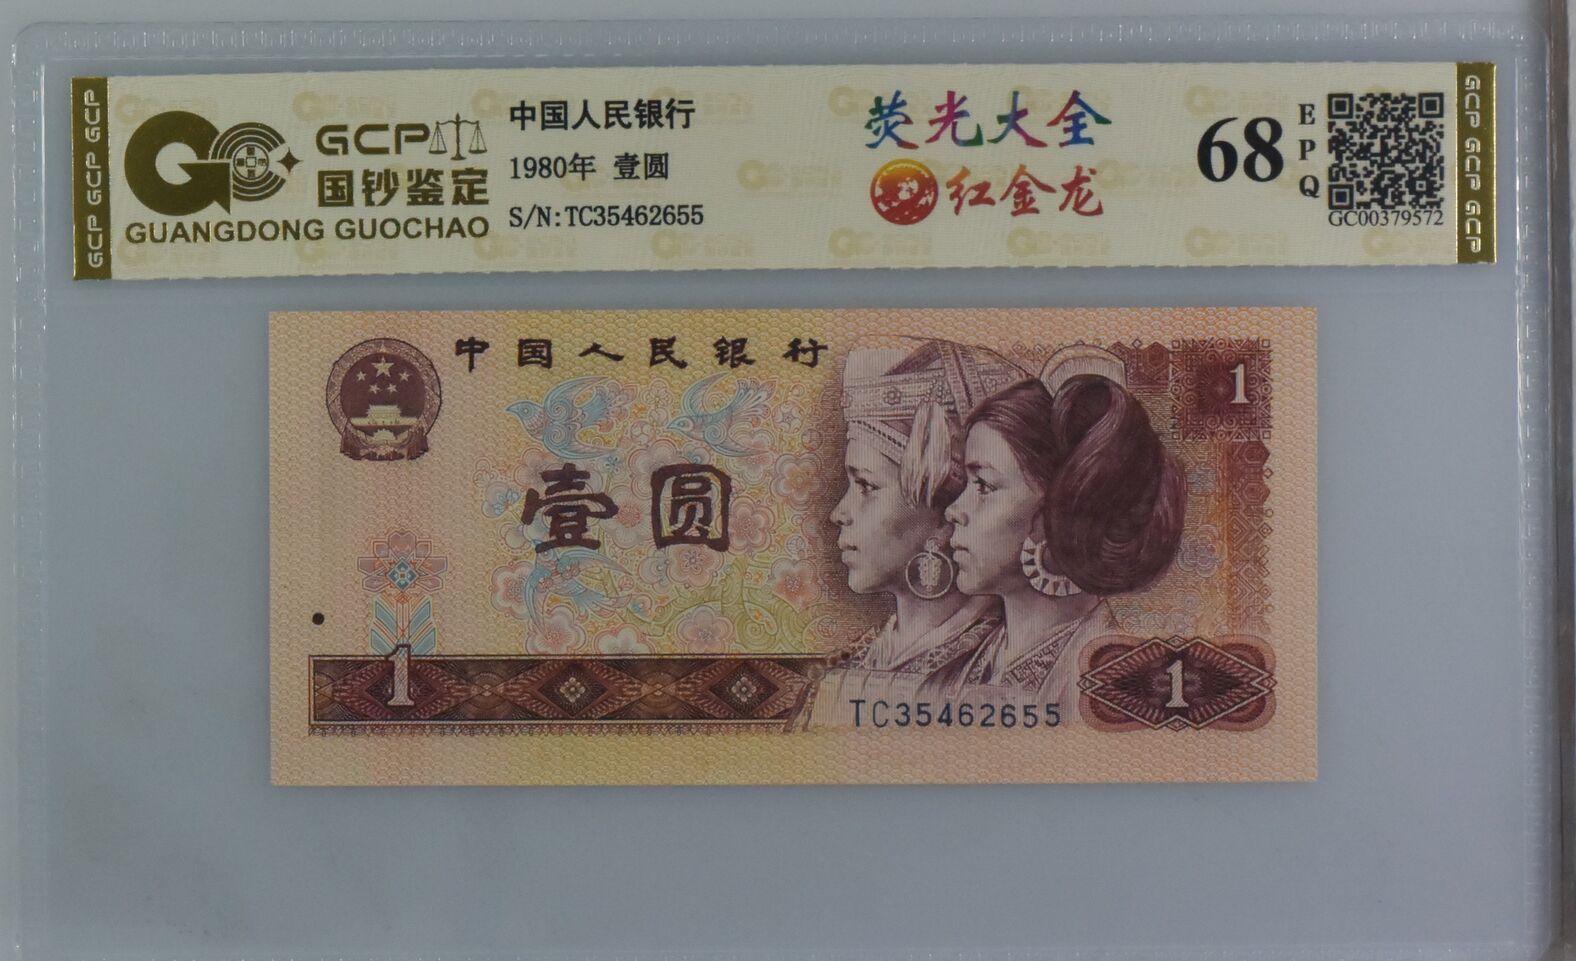 GCP GCP GCP
GCP
国钞鉴定
GUANGDONG GUOCHAO
中国人民银行
1980年 壹圆
S/N:TC35462655
荧光大全
红金龙
68
EPQ
GC00379572
GCP GCP GCP
中国人民银行
1
壹圆
1
TC35462655
1